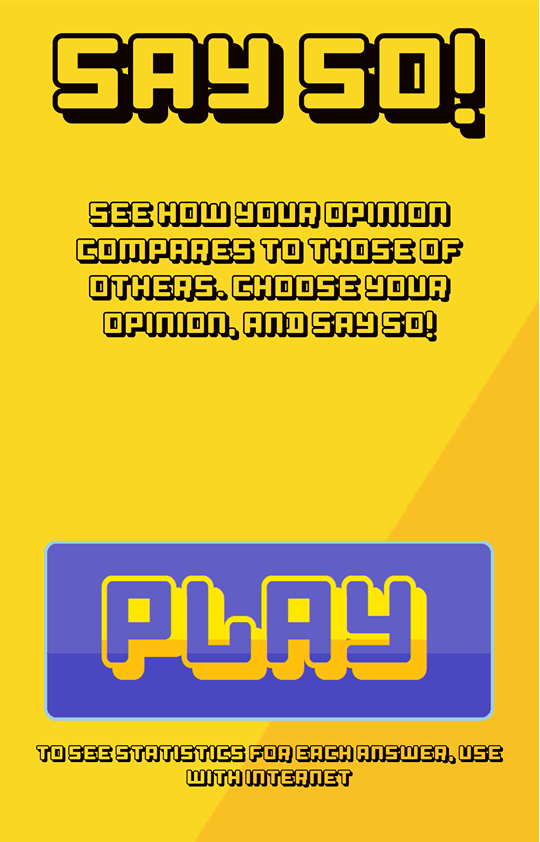 SAY SO!
SEE HOW YOUR OPINION
COMPARES TO THOSE OF
OTHERS. CHOOSE YOUR
OPINION, AND SAY SO!
PLAY
TO SEE STATISTICS FOR EACH ANSWER, USE
WITH INTERNET